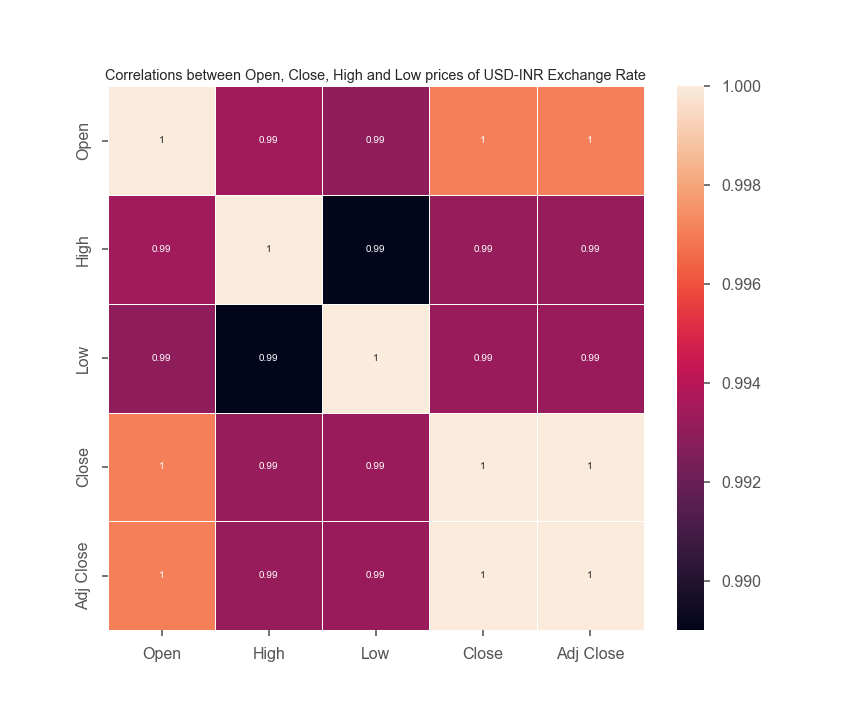 Correlations between Open, Close, High and Low prices of USD-INR Exchange Rate
Open 1 0.99 0.99 1 1
High 0.99 1 0.99 0.99 0.99
Low 0.99 0.99 1 0.99 0.99
Close 1 0.99 0.99 1 1
Adj Close 1 0.99 0.99 1 1
Open High Low Close Adj Close
1.000
0.998
0.996
0.994
0.992
0.990